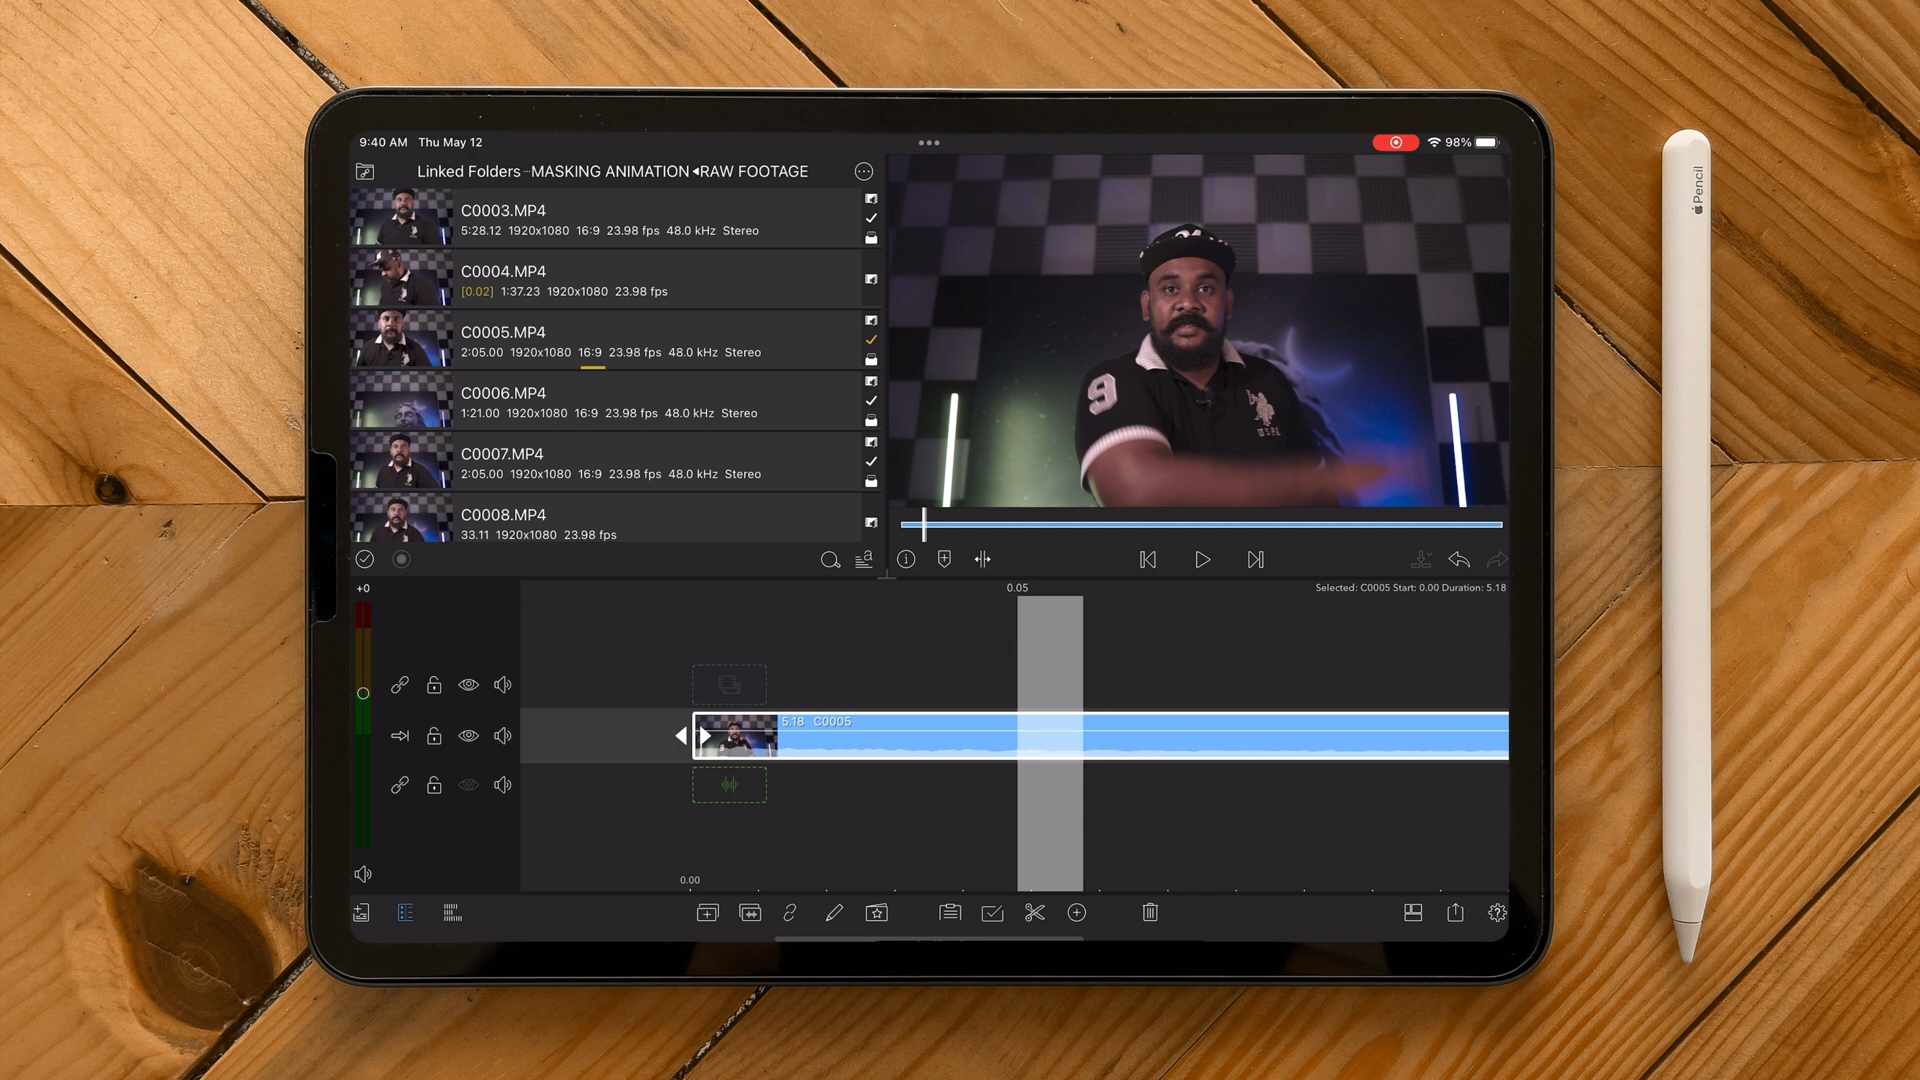 9:40 AM Thu May 12
98%
Linked Folders ··· MASKING ANIMATION ◀RAW FOOTAGE
C0003.MP4
5:28.12 1920x1080 16:9 23.98 fps 48.0 kHz Stereo
C0004.MP4
[0.02] 1:37.23 1920x1080 23.98 fps
C0005.MP4
2:05.00 1920x1080 16:9 23.98 fps 48.0 kHz Stereo
C0006.MP4
1:21.00 1920x1080 16:9 23.98 fps 48.0 kHz Stereo
C0007.MP4
2:05.00 1920x1080 16:9 23.98 fps 48.0 kHz Stereo
C0008.MP4
33.11 1920x1080 23.98 fps
9
USPA
+0
0.05
Selected: C0005 Start: 0.00 Duration: 5.18
5.18 C0005
0.00
Pencil